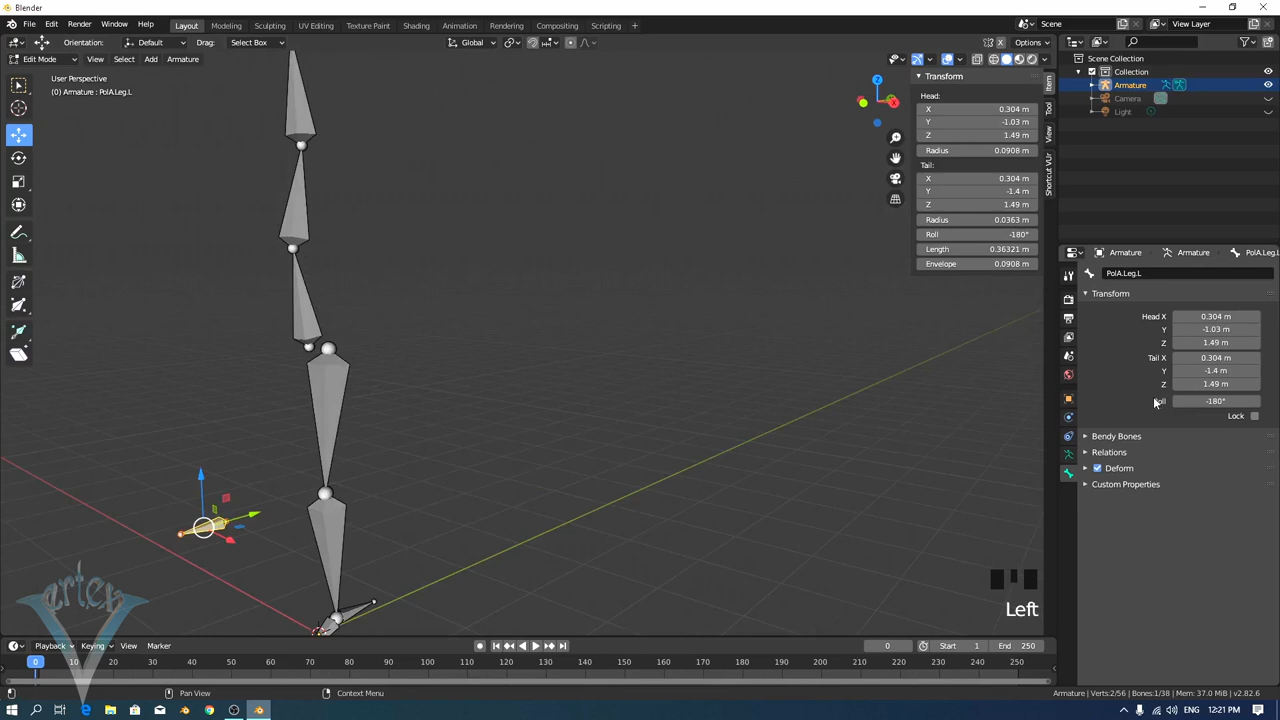 Blender
File Edit Render Window Help Layout Modeling Sculpting UV Editing Texture Paint Shading Animation Rendering Compositing Scripting + Scene View Layer
Orientation: Default Drag: Select Box Global X Options
Edit Mode View Select Add Armature
User Perspective
(0) Armature : PolA.Leg.L
Z
X
Transform
Head:
X 0.304 m
Y -1.03 m
Z 1.49 m
Radius 0.0908 m
Tail:
X 0.304 m
Y -1.4 m
Z 1.49 m
Radius 0.0363 m
Roll -180°
Length 0.36321 m
Envelope 0.0908 m
Item
Tool
View
Shortcut VUr
Scene Collection
Collection
Armature
Camera
Light
Armature Armature PolA.Leg.L
PolA.Leg.L
Transform
Head X 0.304 m
Y -1.03 m
Z 1.49 m
Tail X 0.304 m
Y -1.4 m
Z 1.49 m
-180°
Lock
Bendy Bones
Relations
Deform
Custom Properties
Left
Playback Keying View Marker 0 Start 1 End 250
0 10 20 30 40 50 60 70 80 90 100 110 120 130 140 150 160 170 180 190 200 210 220 230 240 250
Pan View Context Menu Armature | Verts:2/56 | Bones:1/38 | Mem: 37.0 MiB | v2.82.6
12:21 PM